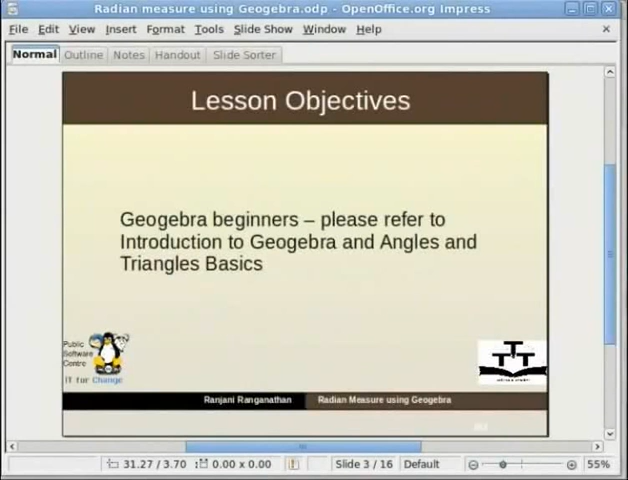 Radian measure using Geogebra.odp - OpenOffice.org Impress
File Edit View Insert Format Tools Slide Show Window Help
Normal Outline Notes Handout Slide Sorter
Lesson Objectives
Geogebra beginners – please refer to
Introduction to Geogebra and Angles and
Triangles Basics
Public
Software
Centre
IT for Change
TTT
Ranjani Ranganathan Radian Measure using Geogebra
31.27 / 3.70 0.00 x 0.00 Slide 3 / 16 Default 55%